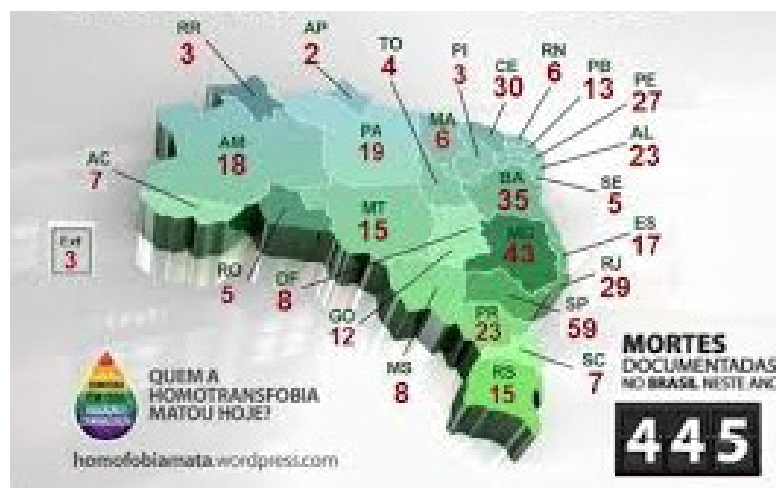 RR
3
AP
2
TO
4
PI
3
CE
30
RN
6
PB
13
PE
27
AL
23
SE
5
ES
17
RJ
29
SP
59
SC
7
AC
7
AM
18
PA
19
MA
6
BA
35
MT
15
MG
43
Ext
3
RO
5
DF
8
GO
12
MS
8
PR
23
RS
15
QUEM A
HOMOTRANSFOBIA
MATOU HOJE?
homofobiamata.wordpress.com
MORTES
DOCUMENTADAS
NO BRASIL NESTE ANO
445